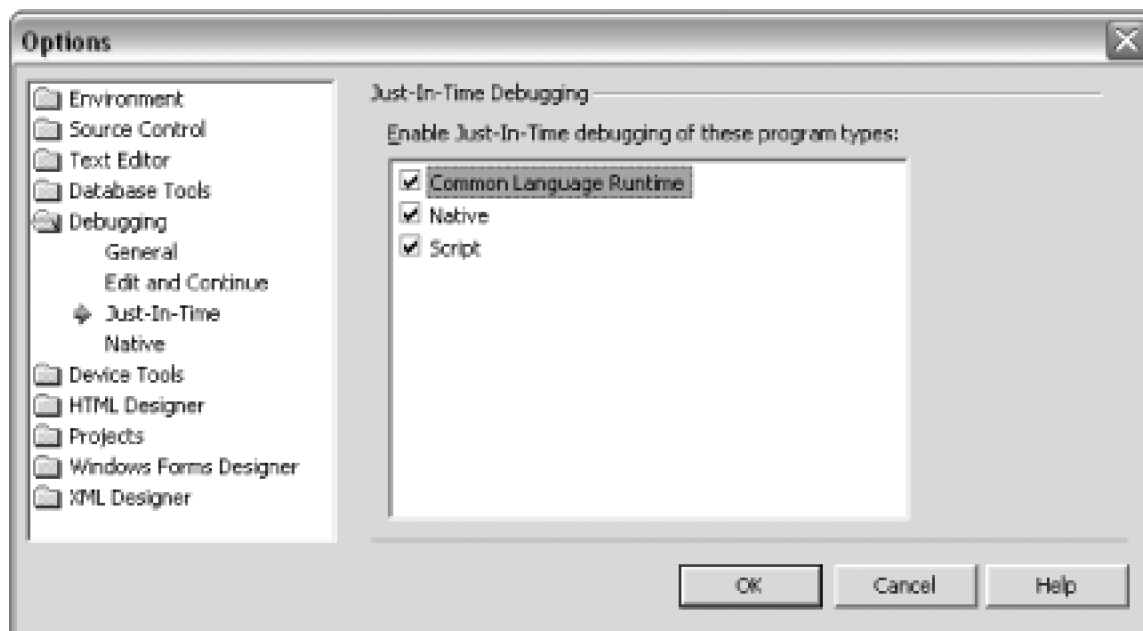 Options
Environment
Source Control
Text Editor
Database Tools
Debugging
General
Edit and Continue
Just-In-Time
Native
Device Tools
HTML Designer
Projects
Windows Forms Designer
XML Designer
Just-In-Time Debugging
Enable Just-In-Time debugging of these program types:
Common Language Runtime
Native
Script
OK
Cancel
Help